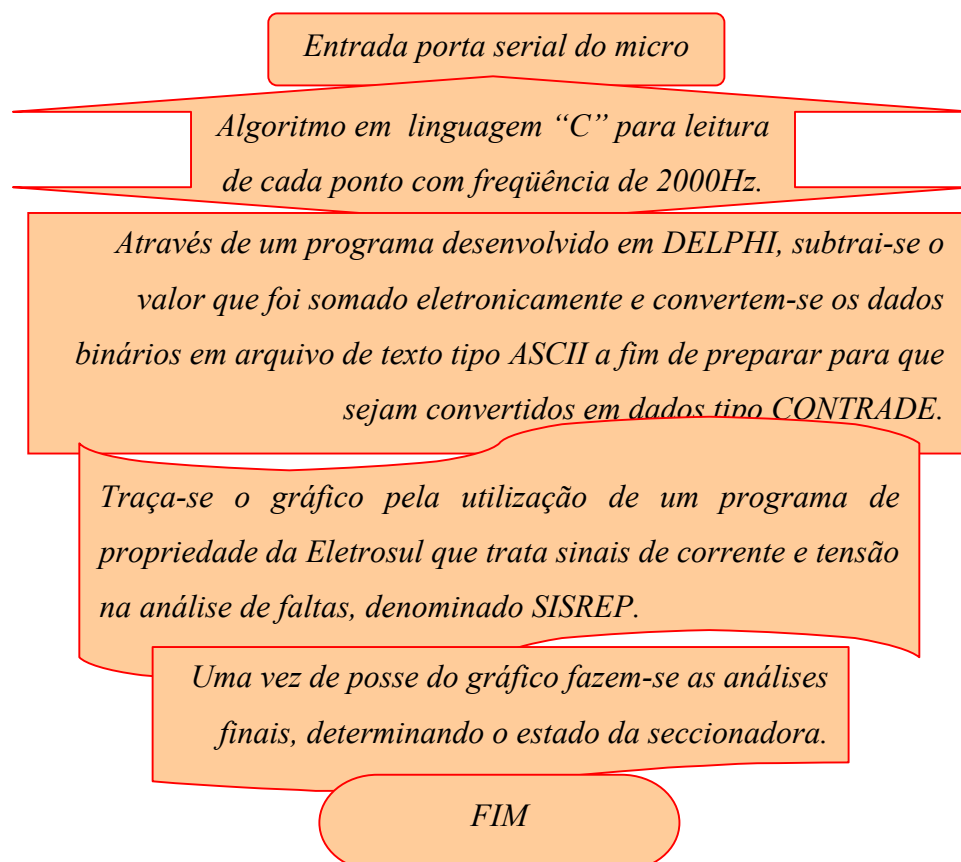 Entrada porta serial do micro
Algoritmo em linguagem “C” para leitura
de cada ponto com freqüência de 2000Hz.
Através de um programa desenvolvido em DELPHI, subtrai-se o
valor que foi somado eletronicamente e convertem-se os dados
binários em arquivo de texto tipo ASCII a fim de preparar para que
sejam convertidos em dados tipo CONTRADE.
Traça-se o gráfico pela utilização de um programa de
propriedade da Eletrosul que trata sinais de corrente e tensão
na análise de faltas, denominado SISREP.
Uma vez de posse do gráfico fazem-se as análises
finais, determinando o estado da seccionadora.
FIM